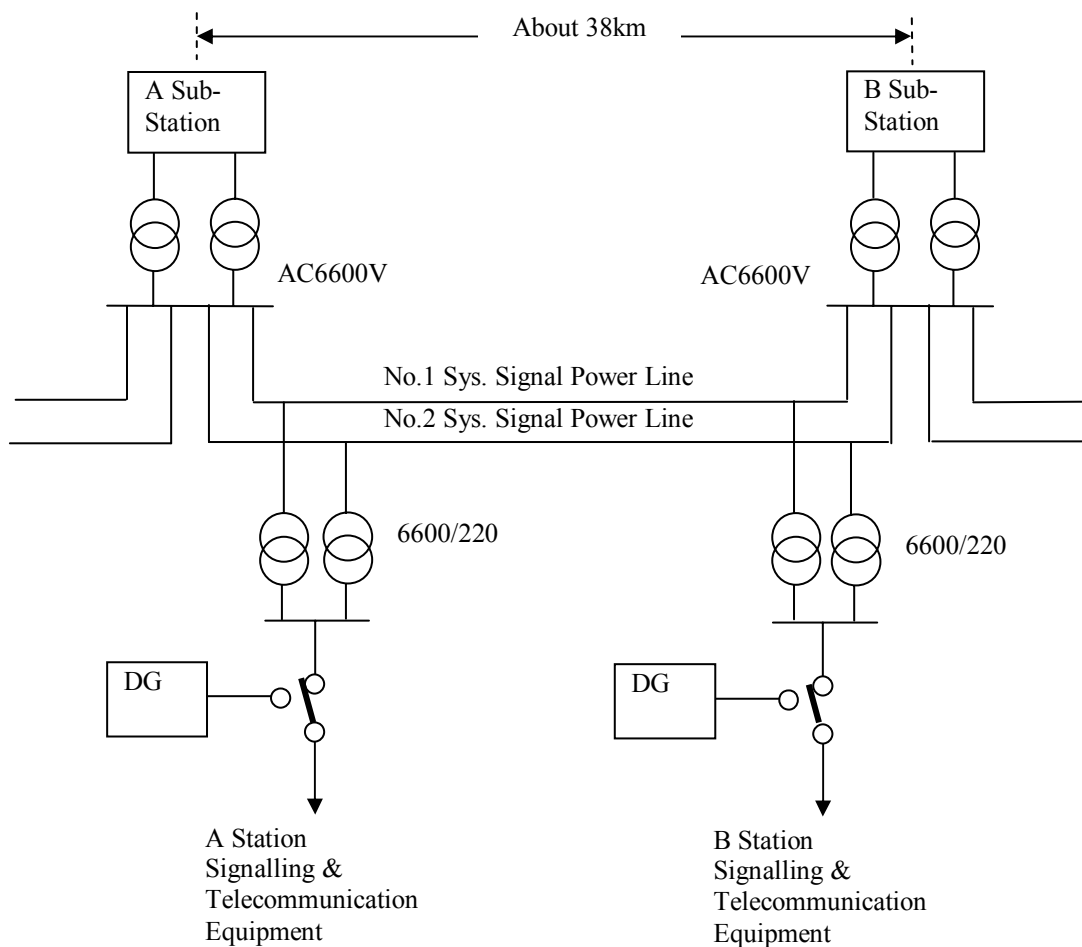 About 38km
A Sub-
Station
B Sub-
Station
AC6600V
AC6600V
No.1 Sys. Signal Power Line
No.2 Sys. Signal Power Line
6600/220
6600/220
DG
DG
A Station
Signalling &
Telecommunication
Equipment
B Station
Signalling &
Telecommunication
Equipment